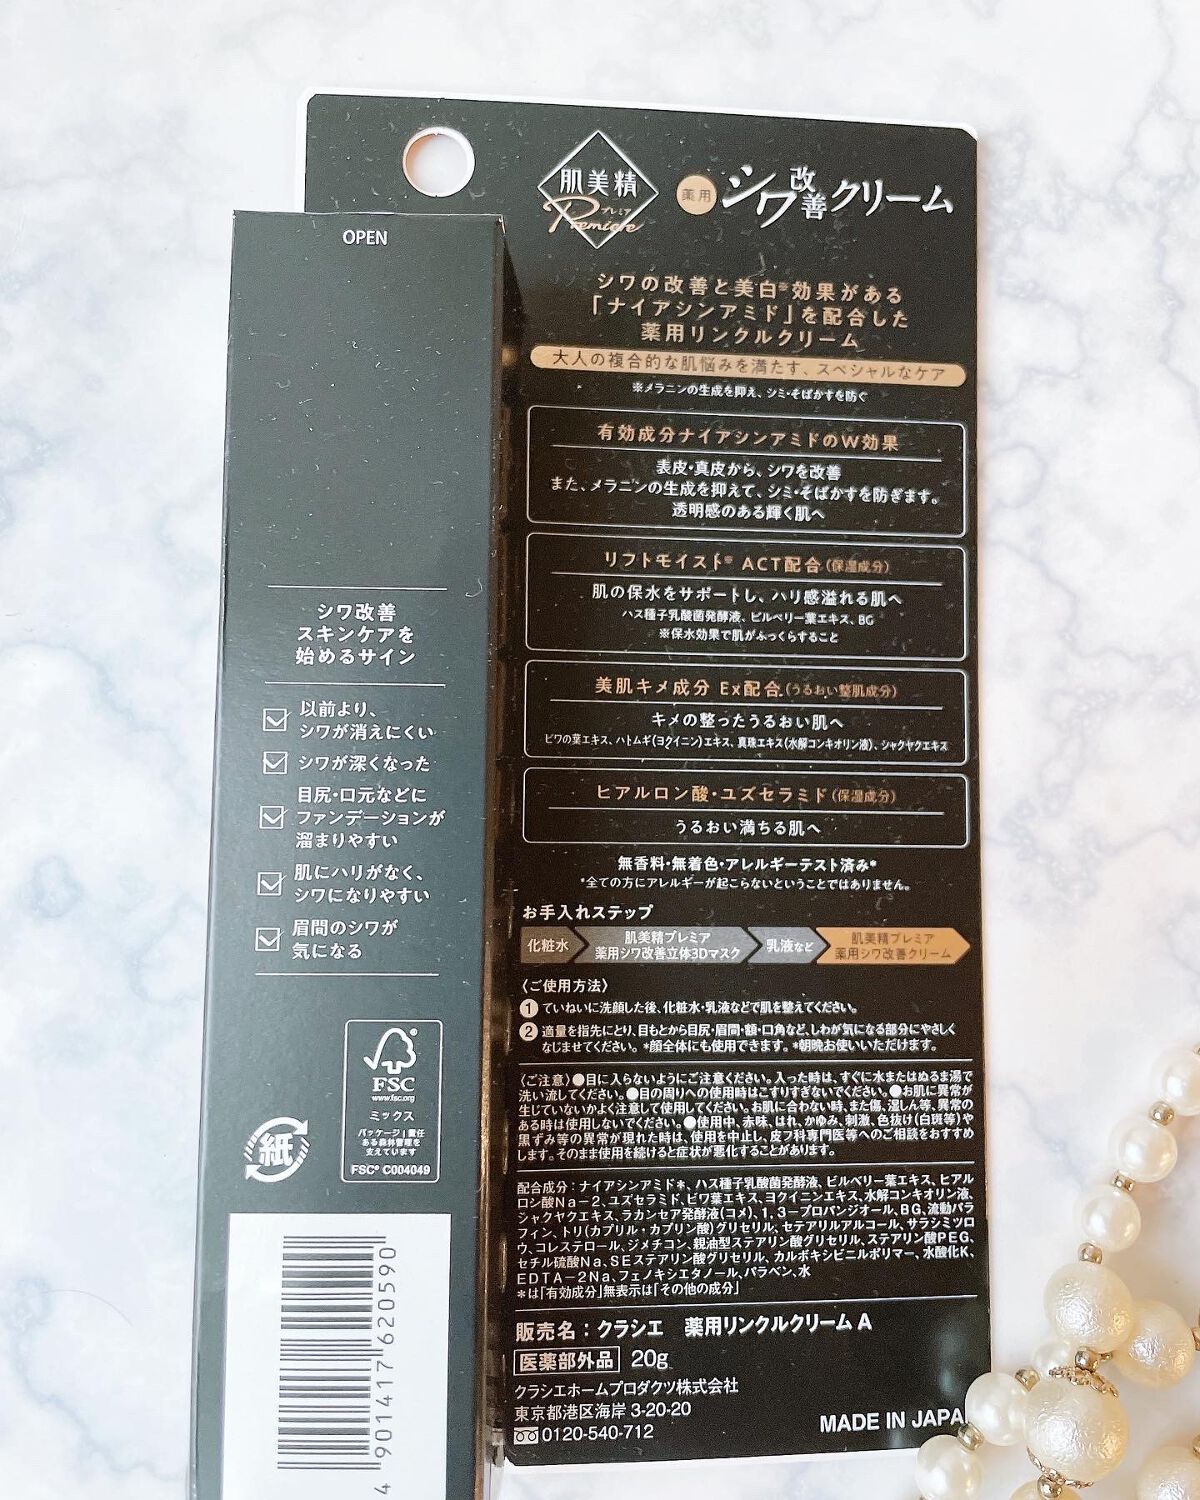 OPEN
シワ改善
スキンケアを
始めるサイン
以前より、
シワが消えにくい
シワが深くなった
目尻・口元などに
ファンデーションが
溜まりやすい
肌にハリがなく、
シワになりやすい
眉間のシワが
気になる
FSC
www.fsc.org
ミックス
パッケージ|責任
ある森林管理を
支えています
FSC® C004049
紙
4 901417 620590
肌美精
プレミア
Premier
薬用 シワ改善クリーム
シワの改善と美白※効果がある
「ナイアシンアミド」を配合した
薬用リンクルクリーム
大人の複合的な肌悩みを満たす、スペシャルなケア
※メラニンの生成を抑え、シミ・そばかすを防ぐ
有効成分ナイアシンアミドのW効果
表皮・真皮から、シワを改善
また、メラニンの生成を抑えて、シミ・そばかすを防ぎます。
透明感のある輝く肌へ
リフトモイスト※ ACT配合(保湿成分)
肌の保水をサポートし、ハリ感溢れる肌へ
ハス種子乳酸菌発酵液、ビルベリー葉エキス、BG
※保水効果で肌がふっくらすること
美肌キメ成分 Ex配合(うるおい整肌成分)
キメの整ったうるおい肌へ
ビワの葉エキス、ハトムギ(ヨクイニン)エキス、真珠エキス(水解コンキオリン液)、シャクヤクエキス
ヒアルロン酸・ユズセラミド(保湿成分)
うるおい満ちる肌へ
無香料・無着色・アレルギーテスト済み*
*全ての方にアレルギーが起こらないということではありません。
お手入れステップ
化粧水
肌美精プレミア
薬用シワ改善立体3Dマスク
乳液など
肌美精プレミア
薬用シワ改善クリーム
〈ご使用方法〉
1 ていねいに洗顔した後、化粧水・乳液などで肌を整えてください。
2 適量を指先にとり、目もとから目尻・眉間・額・口角など、しわが気になる部分にやさしく
なじませてください。*顔全体にも使用できます。*朝晩お使いいただけます。
〈ご注意〉●目に入らないようにご注意ください。入った時は、すぐに水またはぬるま湯で
洗い流してください。●目の周りへの使用時はこすりすぎないでください。●お肌に異常が
生じていないかよく注意して使用してください。お肌に合わない時、また傷、湿しん等、異常の
ある時は使用しないでください。●使用中、赤味、はれ、かゆみ、刺激、色抜け(白斑等)や
黒ずみ等の異常が現れた時は、使用を中止し、皮フ科専門医等へのご相談をおすすめ
します。そのまま使用を続けると症状が悪化することがあります。
配合成分:ナイアシンアミド*、ハス種子乳酸菌発酵液、ビルベリー葉エキス、ヒアル
ロン酸Na-2、ユズセラミド、ビワ葉エキス、ヨクイニンエキス、水解コンキオリン液、
シャクヤクエキス、ラカンセア発酵液(コメ)、1,3-プロパンジオール、BG、流動パラ
フィン、トリ(カプリル・カプリン酸)グリセリル、セテアリルアルコール、サラシミツロ
ウ、コレステロール、ジメチコン、親油型ステアリン酸グリセリル、ステアリン酸PEG、
セチル硫酸Na、SEステアリン酸グリセリル、カルボキシビニルポリマー、水酸化K、
EDTA-2Na、フェノキシエタノール、パラベン、水
*は「有効成分」無表示は「その他の成分」
販売名:クラシエ 薬用リンクルクリーム A
医薬部外品 20g
クラシエホームプロダクツ株式会社
東京都港区海岸 3-20-20
0120-540-712
MADE IN JAPA